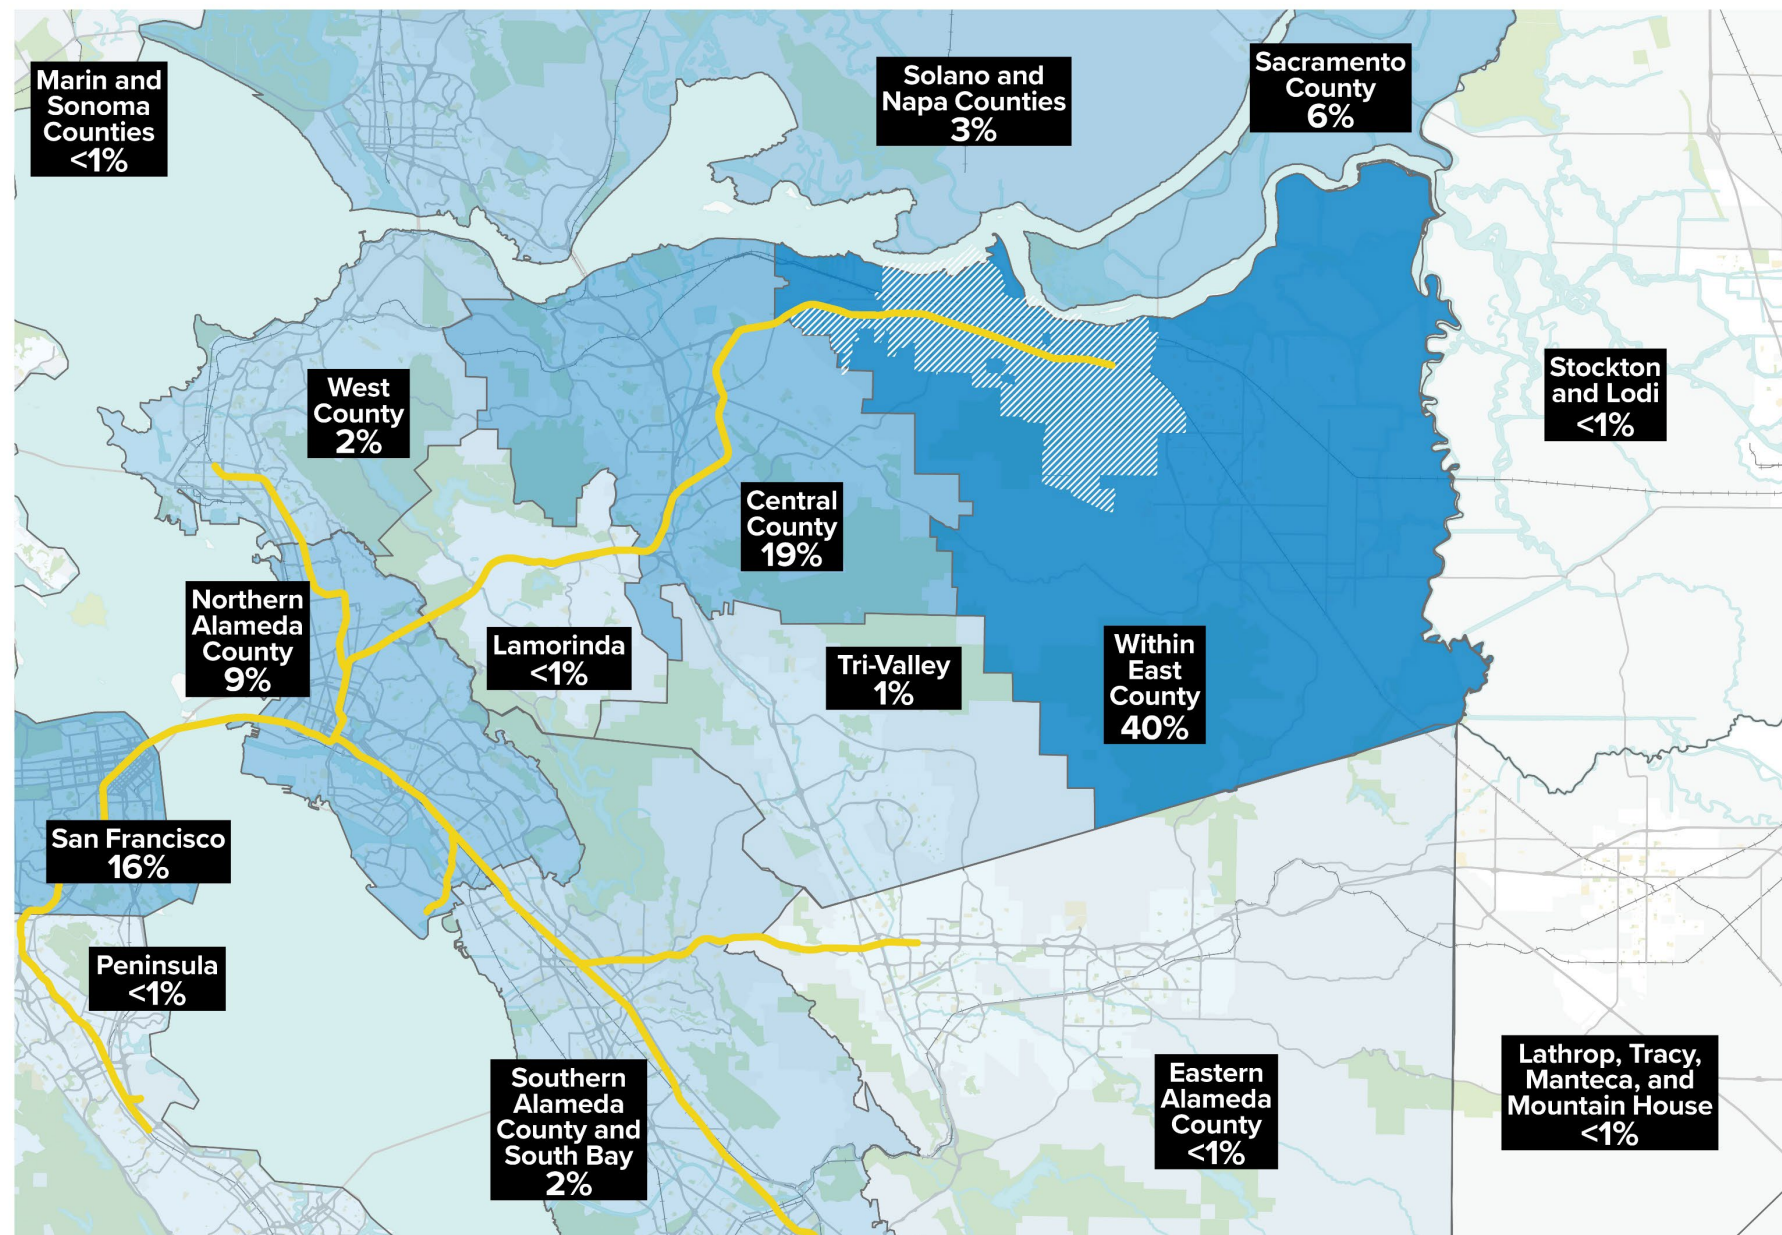 Marin and
Sonoma
Counties
<1%
Solano and
Napa Counties
3%
Sacramento
County
6%
West
County
2%
Stockton
and Lodi
<1%
Central
County
19%
Northern
Alameda
County
9%
Lamorinda
<1%
Tri-Valley
1%
Within
East
County
40%
San Francisco
16%
Peninsula
<1%
Southern
Alameda
County and
South Bay
2%
Eastern
Alameda
County
<1%
Lathrop, Tracy,
Manteca, and
Mountain House
<1%